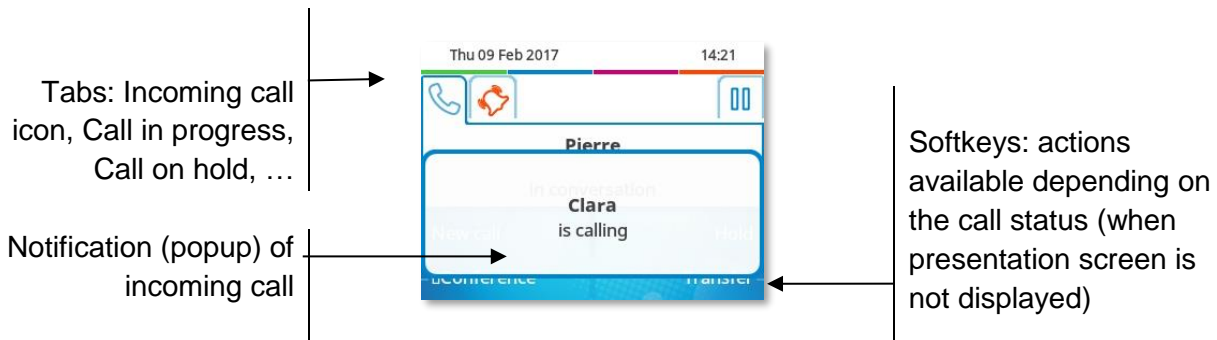 Thu 09 Feb 2017 14:21
Tabs: Incoming call
icon, Call in progress,
Call on hold, …
Pierre
in conversation
Clara
is calling
New call Hold
Conference Transfer
Notification (popup) of
incoming call
Softkeys: actions
available depending on
the call status (when
presentation screen is
not displayed)